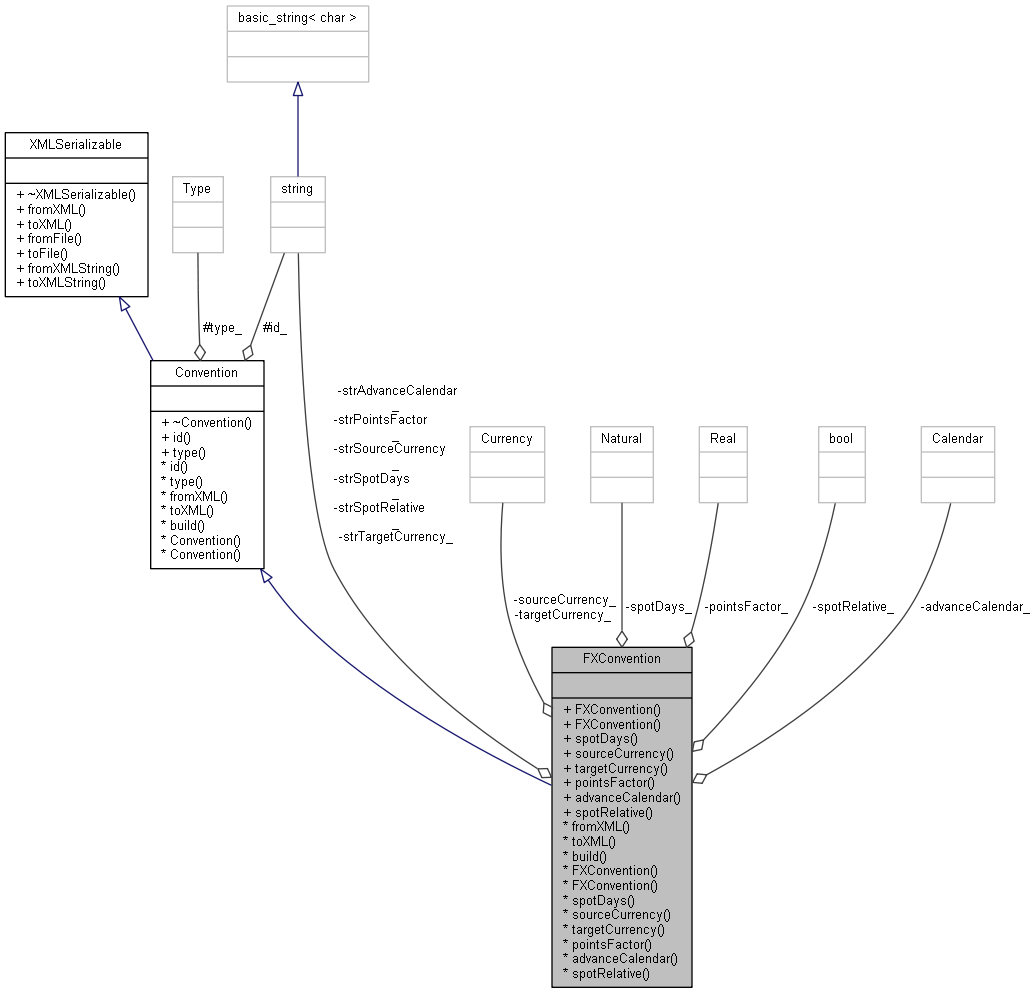 basic_string< char >
XMLSerializable
+ ~XMLSerializable()
+ fromXML()
+ toXML()
+ fromFile()
+ toFile()
+ fromXMLString()
+ toXMLString()
Type
string
#type_
#id_
Convention
+ ~Convention()
+ id()
+ type()
* id()
* type()
* fromXML()
* toXML()
* build()
* Convention()
* Convention()
-strAdvanceCalendar
_
-strPointsFactor
_
-strSourceCurrency
_
-strSpotDays
_
-strSpotRelative
_
-strTargetCurrency_
Currency
Natural
Real
bool
Calendar
-sourceCurrency_
-targetCurrency_
-spotDays_
-pointsFactor_
-spotRelative_
-advanceCalendar_
FXConvention
+ FXConvention()
+ FXConvention()
+ spotDays()
+ sourceCurrency()
+ targetCurrency()
+ pointsFactor()
+ advanceCalendar()
+ spotRelative()
* fromXML()
* toXML()
* build()
* FXConvention()
* FXConvention()
* spotDays()
* sourceCurrency()
* targetCurrency()
* pointsFactor()
* advanceCalendar()
* spotRelative()